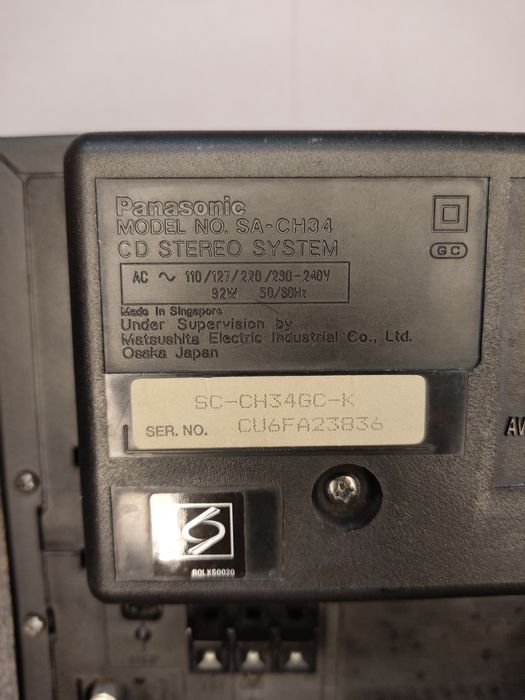 Panasonic
MODEL NO. SA-CH34
CD STEREO SYSTEM
GC
AC ~ 110/127/220/230-240V
92W 50/60Hz
Made In Singapore
Under Supervision by
Matsushita Electric Industrial Co., Ltd.
Osaka Japan
SC-CH34GC-K
SER. NO. CU6FA23836
AV
RQLXS0020